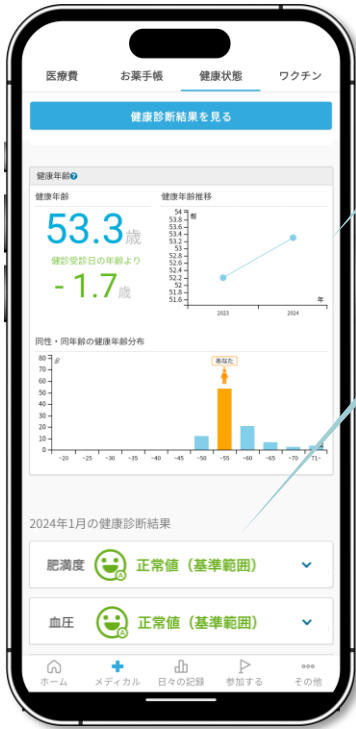 医療費 お薬手帳 健康状態 ワクチン
健康診断結果を見る
健康年齢?
健康年齢
53.3歳
健診受診日の年齢より
- 1.7歳
健康年齢推移
54
53.8
53.6
53.4
53.2
53
52.8
52.6
52.4
52.2
52
51.8
51.6
年
2023 2024
同性・同年齢の健康年齢分布
80
70
60
50
40
30
20
10
0
%
あなた
~20 ~25 ~30 ~35 ~40 ~45 ~50 ~55 ~60 ~65 ~70 71~
2024年1月の健康診断結果
肥満度 A 正常値（基準範囲）
血圧 A 正常値（基準範囲）
ホーム メディカル 日々の記録 参加する その他